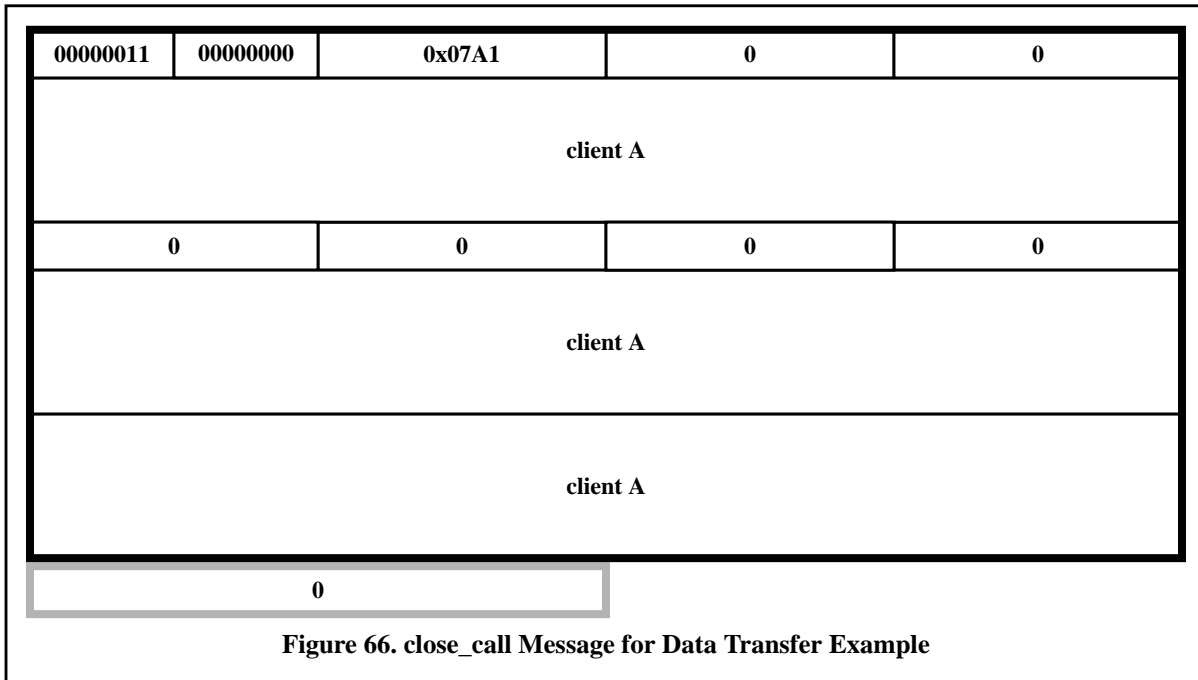 00000011 00000000 0x07A1 0 0
client A
0 0 0 0
client A
client A
0
Figure 66. close_call Message for Data Transfer Example